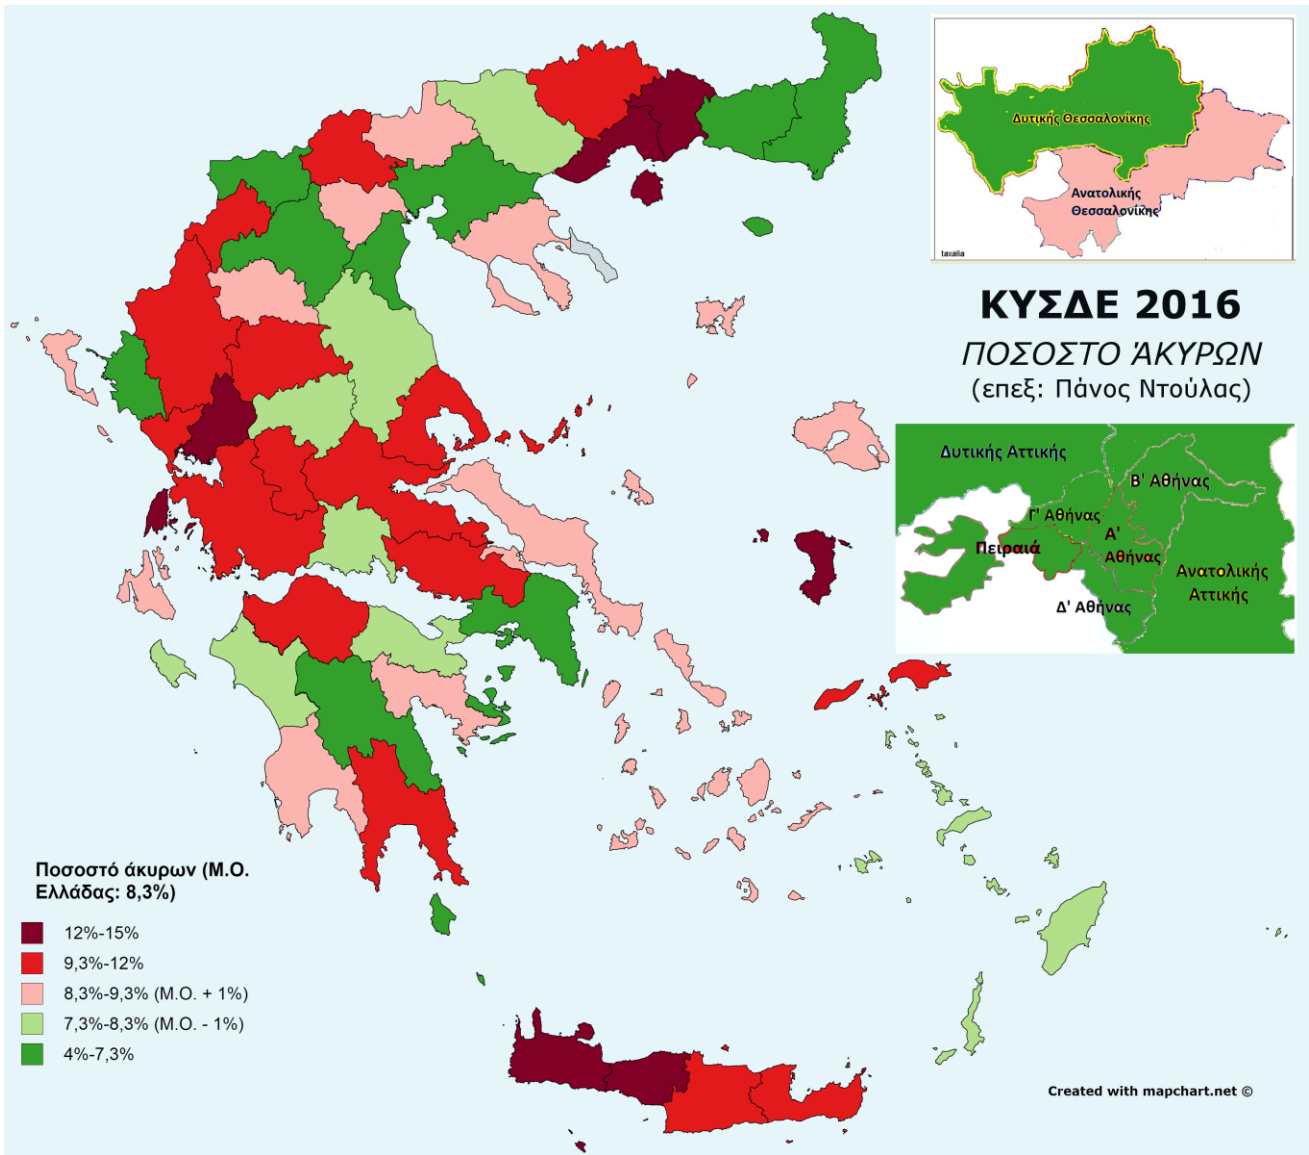 Δυτικής Θεσσαλονίκης
Ανατολικής
Θεσσαλονίκης
taxalia
ΚΥΣΔΕ 2016
ΠΟΣΟΣΤΟ ΆΚΥΡΩΝ
(επεξ: Πάνος Ντούλας)
Δυτικής Αττικής
Β' Αθήνας
Γ' Αθήνας
Α'
Αθήνας
Πειραιά
Ανατολικής
Αττικής
Δ' Αθήνας
Ποσοστό άκυρων (Μ.Ο.
Ελλάδας: 8,3%)
12%-15%
9,3%-12%
8,3%-9,3% (Μ.Ο. + 1%)
7,3%-8,3% (Μ.Ο. - 1%)
4%-7,3%
Created with mapchart.net ©